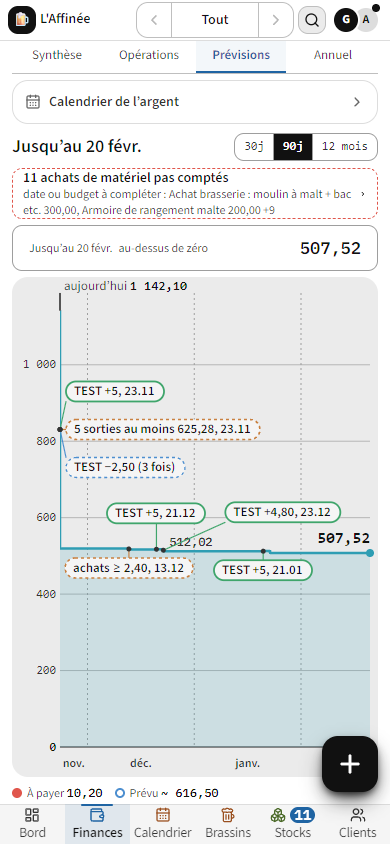 L'Affinée
Tout
G
A
Synthèse
Opérations
Prévisions
Annuel
Calendrier de l'argent
Jusqu'au 20 févr.
30j
90j
12 mois
11 achats de matériel pas comptés
date ou budget à compléter : Achat brasserie : moulin à malt + bac
etc. 300,00, Armoire de rangement malte 200,00 +9
Jusqu'au 20 févr. au-dessus de zéro
507,52
aujourd'hui 1 142,10
1 000
TEST +5, 23.11
5 sorties au moins 625,28, 23.11
800
TEST −2,50 (3 fois)
TEST +5, 21.12
TEST +4,80, 23.12
600
512,02
507,52
achats ≥ 2,40, 13.12
TEST +5, 21.01
400
200
0
nov.
déc.
janv.
À payer 10,20
Prévu ~ 616,50
Bord
Finances
Calendrier
Brassins
11
Stocks
Clients